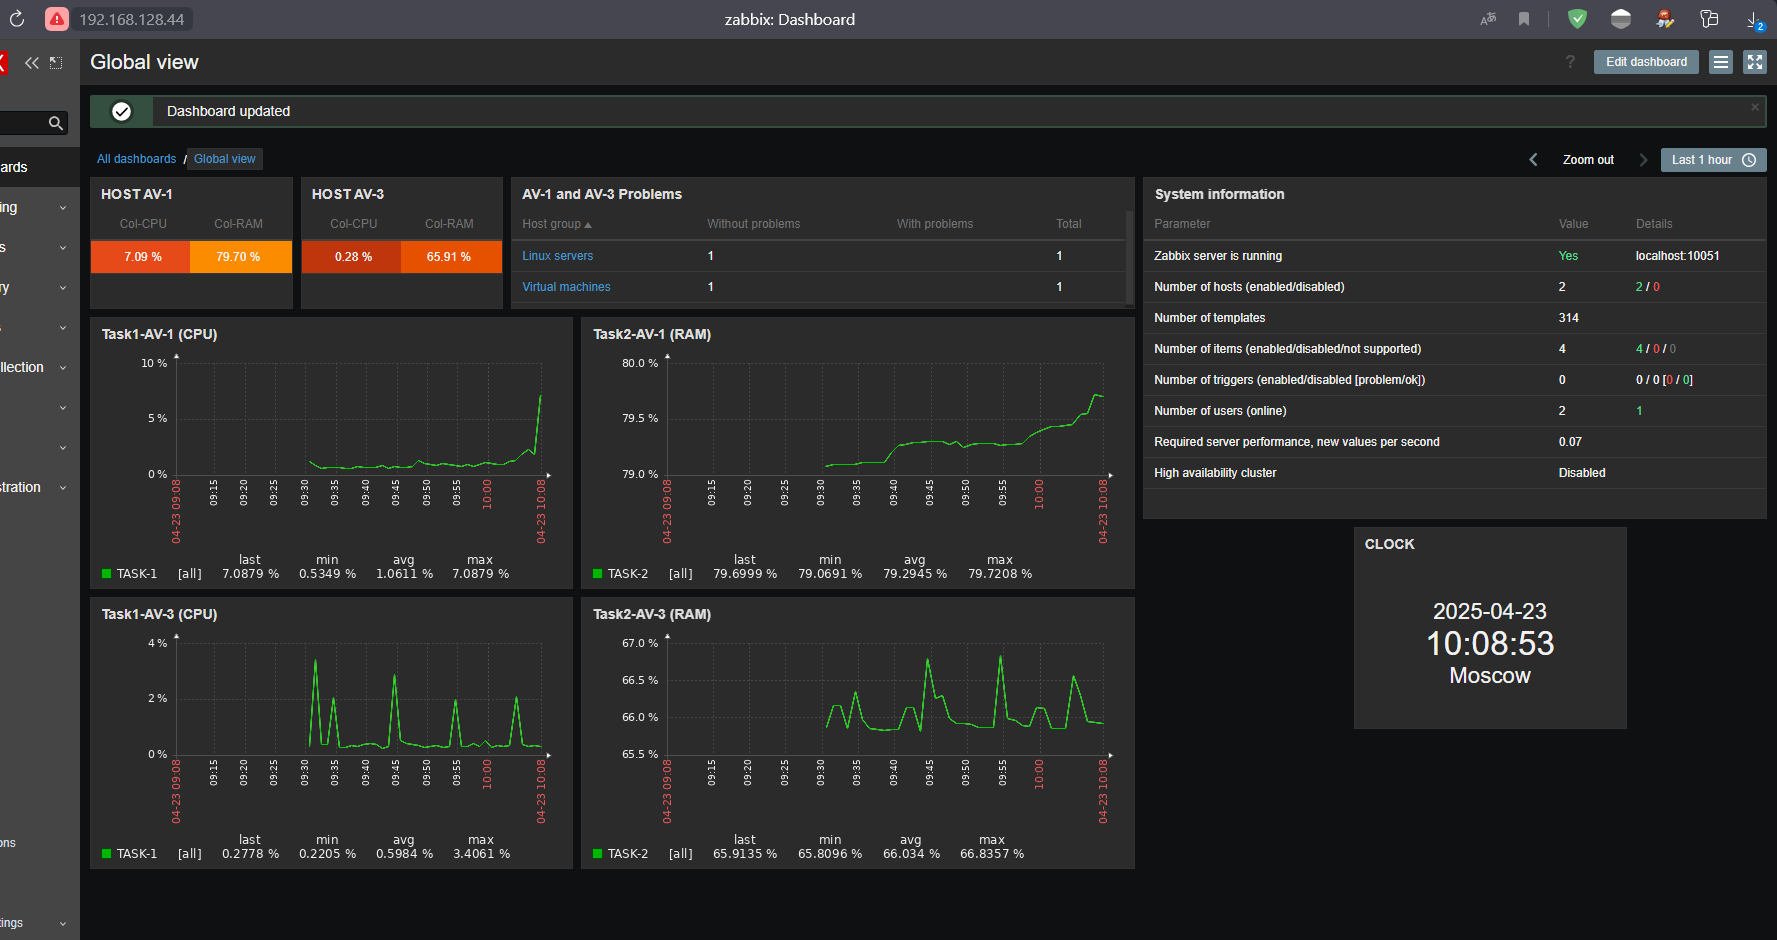 192.168.128.44
zabbix: Dashboard
2
Global view
?
Edit dashboard
Dashboard updated
All dashboards / Global view
Zoom out
Last 1 hour
ards
ing
s
ry
s
llection
stration
ons
tings
HOST AV-1
Col-CPU Col-RAM
7.09 % 79.70 %
HOST AV-3
Col-CPU Col-RAM
0.28 % 65.91 %
AV-1 and AV-3 Problems
Host group Without problems With problems Total
Linux servers 1 1
Virtual machines 1 1
System information
Parameter Value Details
Zabbix server is running Yes localhost:10051
Number of hosts (enabled/disabled) 2 2 / 0
Number of templates 314
Number of items (enabled/disabled/not supported) 4 4 / 0 / 0
Number of triggers (enabled/disabled [problem/ok]) 0 0 / 0 [0 / 0]
Number of users (online) 2 1
Required server performance, new values per second 0.07
High availability cluster Disabled
Task1-AV-1 (CPU)
10 %
5 %
0 %
04-23 09:08 09:15 09:20 09:25 09:30 09:35 09:40 09:45 09:50 09:55 10:00 04-23 10:08
last min avg max
TASK-1 [all] 7.0879 % 0.5349 % 1.0611 % 7.0879 %
Task2-AV-1 (RAM)
80.0 %
79.5 %
79.0 %
04-23 09:08 09:15 09:20 09:25 09:30 09:35 09:40 09:45 09:50 09:55 10:00 04-23 10:08
last min avg max
TASK-2 [all] 79.6999 % 79.0691 % 79.2945 % 79.7208 %
CLOCK
2025-04-23
10:08:53
Moscow
Task1-AV-3 (CPU)
4 %
2 %
0 %
04-23 09:08 09:15 09:20 09:25 09:30 09:35 09:40 09:45 09:50 09:55 10:00 04-23 10:08
last min avg max
TASK-1 [all] 0.2778 % 0.2205 % 0.5984 % 3.4061 %
Task2-AV-3 (RAM)
67.0 %
66.5 %
66.0 %
65.5 %
04-23 09:08 09:15 09:20 09:25 09:30 09:35 09:40 09:45 09:50 09:55 10:00 04-23 10:08
last min avg max
TASK-2 [all] 65.9135 % 65.8096 % 66.034 % 66.8357 %